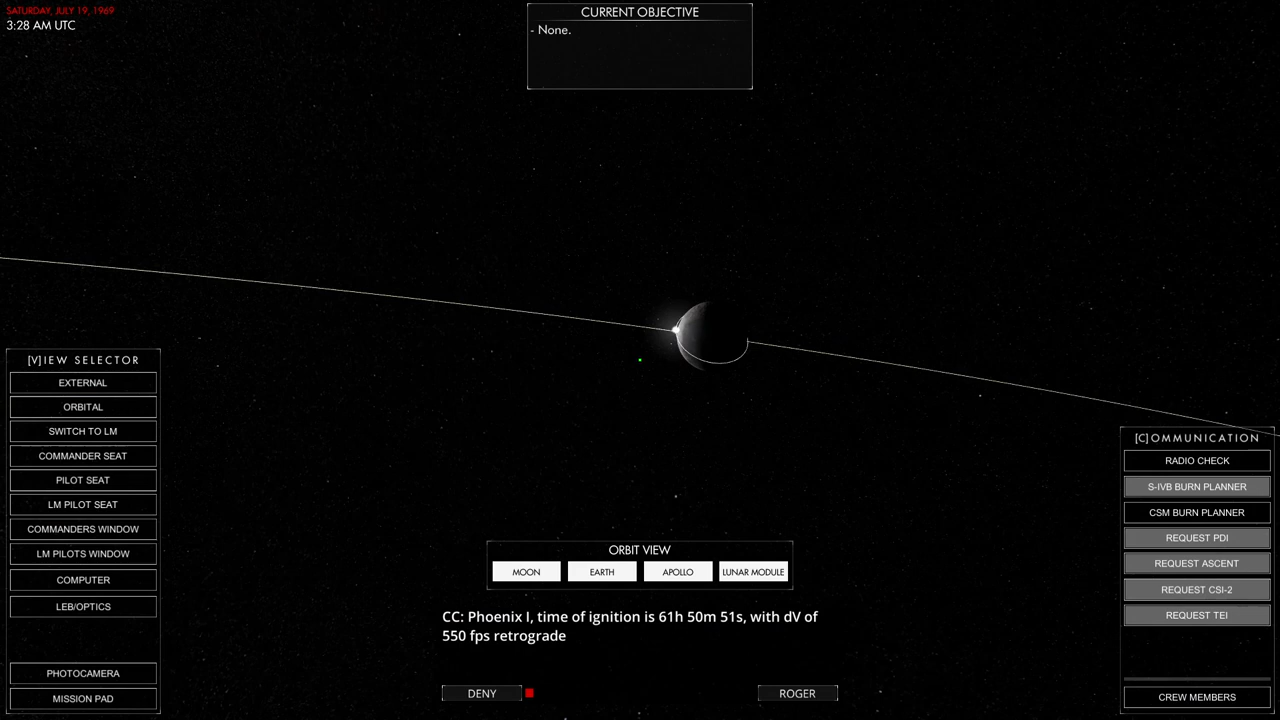 SATURDAY, JULY 19, 1969
3:28 AM UTC
CURRENT OBJECTIVE
- None.
[V]IEW SELECTOR
EXTERNAL
ORBITAL
SWITCH TO LM
COMMANDER SEAT
PILOT SEAT
LM PILOT SEAT
COMMANDERS WINDOW
LM PILOTS WINDOW
COMPUTER
LEB/OPTICS
PHOTOCAMERA
MISSION PAD
ORBIT VIEW
MOON
EARTH
APOLLO
LUNAR MODULE
CC: Phoenix I, time of ignition is 61h 50m 51s, with dV of
550 fps retrograde
DENY
ROGER
[C]OMMUNICATION
RADIO CHECK
S-IVB BURN PLANNER
CSM BURN PLANNER
REQUEST PDI
REQUEST ASCENT
REQUEST CSI-2
REQUEST TEI
CREW MEMBERS